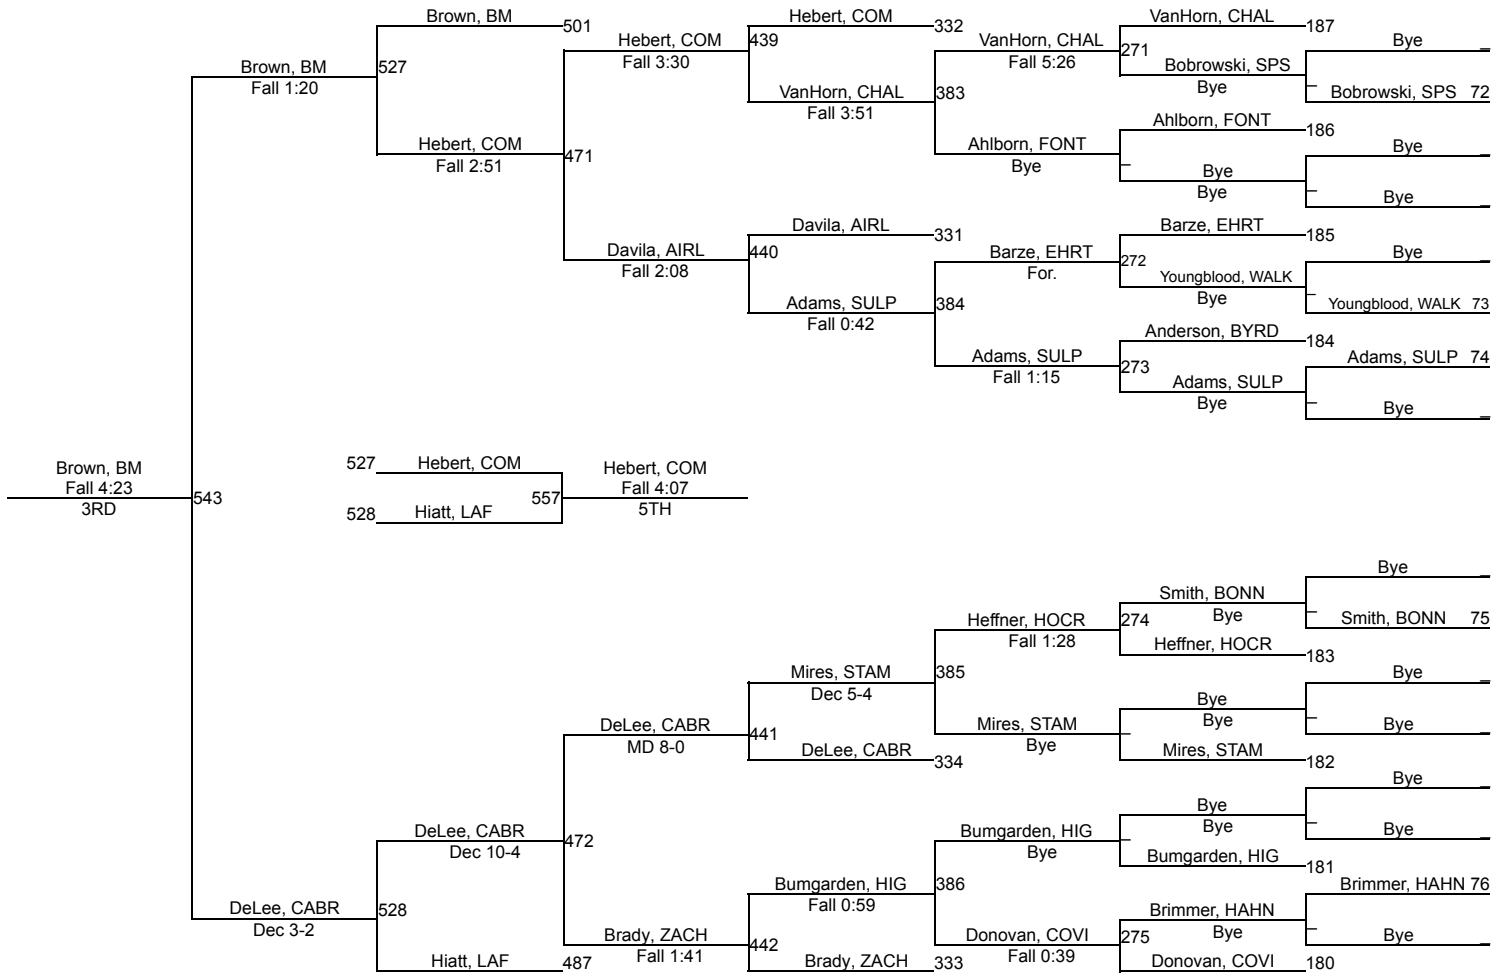 Brown, BM
501
Hebert, COM
332
VanHorn, CHAL
187
Hebert, COM
Fall 3:30
439
VanHorn, CHAL
Fall 5:26
271
Bye
Brown, BM
Fall 1:20
527
Bobrowski, SPS
Bye
VanHorn, CHAL
Fall 3:51
383
Bobrowski, SPS 72
Ahlborn, FONT
186
Hebert, COM
Fall 2:51
471
Ahlborn, FONT
Bye
Bye
Bye
Bye
Bye
Davila, AIRL
331
Barze, EHRT
185
Davila, AIRL
Fall 2:08
440
Barze, EHRT
For.
272
Bye
Youngblood, WALK
Bye
Adams, SULP
Fall 0:42
384
Youngblood, WALK 73
Anderson, BYRD
184
Adams, SULP
Fall 1:15
273
Adams, SULP 74
Adams, SULP
Bye
Bye
Brown, BM
Fall 4:23
3RD
543
527
Hebert, COM
528
Hiatt, LAF
557
Hebert, COM
Fall 4:07
5TH
Bye
Smith, BONN
Bye
Heffner, HOCR
Fall 1:28
274
Smith, BONN 75
Heffner, HOCR
183
Mires, STAM
Dec 5-4
385
Bye
Bye
Bye
DeLee, CABR
MD 8-0
441
Mires, STAM
Bye
Bye
DeLee, CABR
334
Mires, STAM
182
Bye
Bye
Bye
DeLee, CABR
Dec 10-4
472
Bumgarden, HIG
Bye
Bye
Bumgarden, HIG
181
Bumgarden, HIG
Fall 0:59
386
Brimmer, HAHN 76
DeLee, CABR
Dec 3-2
528
Brimmer, HAHN
Bye
Brady, ZACH
Fall 1:41
442
Donovan, COVI
Fall 0:39
275
Bye
Hiatt, LAF
487
Brady, ZACH
333
Donovan, COVI
180